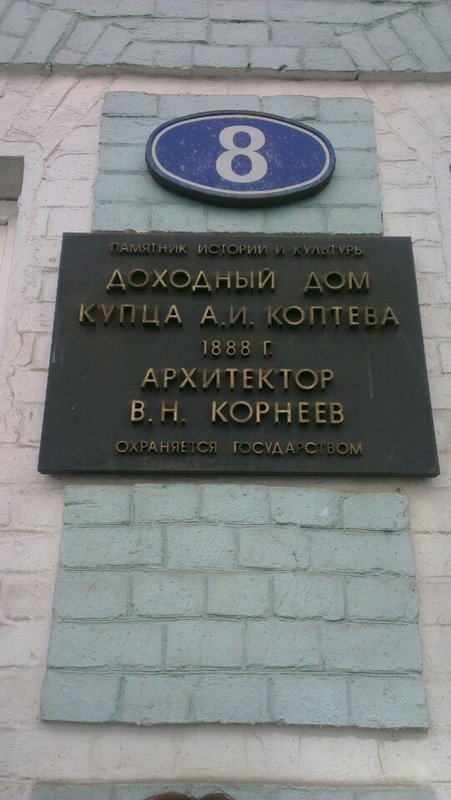 8
ПАМЯТНИК ИСТОРИИ И КУЛЬТУРЫ
ДОХОДНЫЙ ДОМ
КУПЦА А.И. КОПТЕВА
1888 Г.
АРХИТЕКТОР
В.Н. КОРНЕЕВ
ОХРАНЯЕТСЯ ГОСУДАРСТВОМ